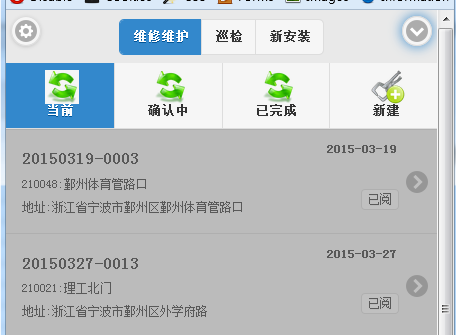 维修维护 巡检 新安装
当前 确认中 已完成 新建
20150319-0003 2015-03-19
210048:鄞州体育管路口
已阅
地址:浙江省宁波市鄞州区鄞州体育管路口
20150327-0013 2015-03-27
210021:理工北门
已阅
地址:浙江省宁波市鄞州区外学府路